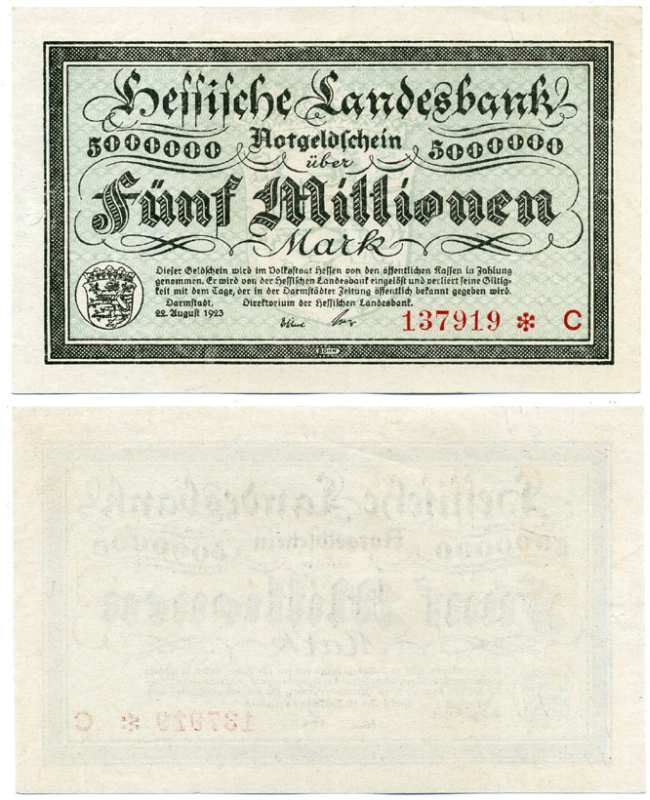 Hessische Landesbank
5000000 Notgeldschein 5000000
über
Fünf Millionen
Mark
Dieser Geldschein wird im Volksstaat Hessen von den öffentlichen Kassen in Zahlung
genommen. Er wird von der Hessischen Landesbank eingelöst und verliert seine Gültig-
keit mit dem Tage, der in der Darmstädter Zeitung öffentlich bekannt gegeben wird.
Darmstadt, Direktorium der Hessischen Landesbank.
22. August 1923
137919 * C